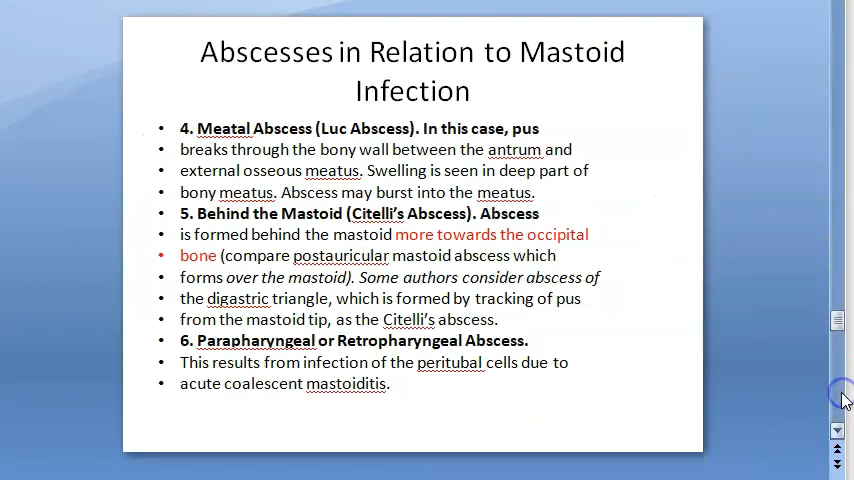 Abscesses in Relation to Mastoid
Infection
• 4. Meatal Abscess (Luc Abscess). In this case, pus
• breaks through the bony wall between the antrum and
• external osseous meatus. Swelling is seen in deep part of
• bony meatus. Abscess may burst into the meatus.
• 5. Behind the Mastoid (Citelli’s Abscess). Abscess
• is formed behind the mastoid more towards the occipital
• bone (compare postauricular mastoid abscess which
• forms over the mastoid). Some authors consider abscess of
• the digastric triangle, which is formed by tracking of pus
• from the mastoid tip, as the Citelli’s abscess.
• 6. Parapharyngeal or Retropharyngeal Abscess.
• This results from infection of the peritubal cells due to
• acute coalescent mastoiditis.